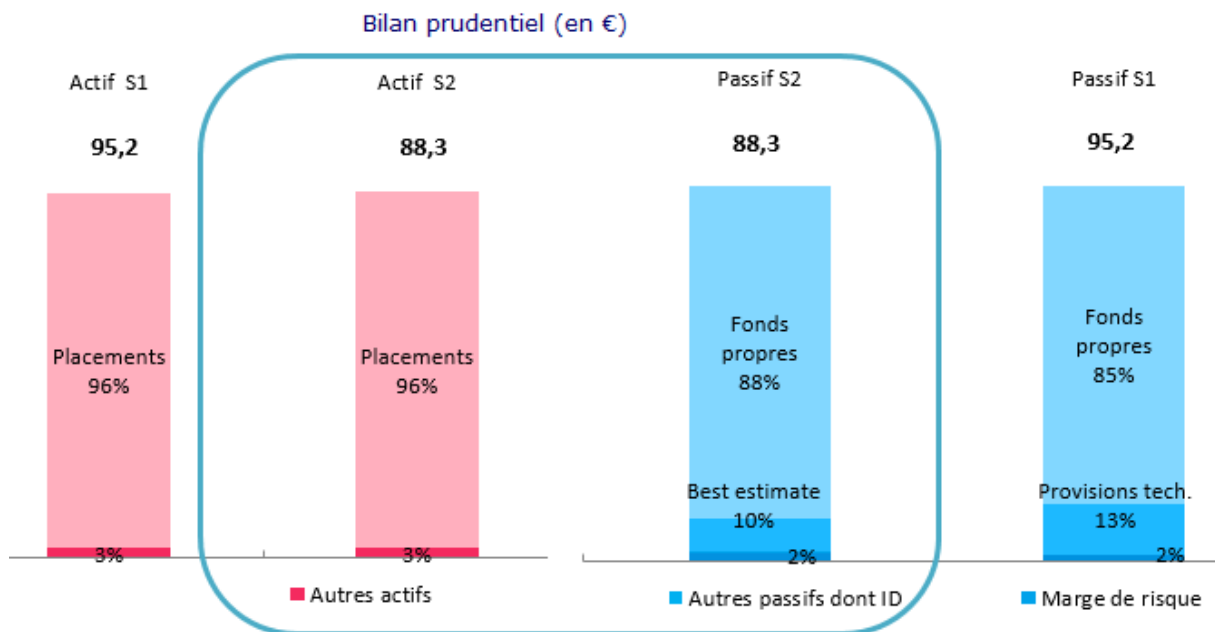 Bilan prudentiel (en €)
Actif S1
Actif S2
Passif S2
Passif S1
95,2
88,3
88,3
95,2
Placements
96%
Placements
96%
Fonds
propres
88%
Fonds
propres
85%
Best estimate
10%
Provisions tech.
13%
3%
3%
2%
2%
Autres actifs
Autres passifs dont ID
Marge de risque